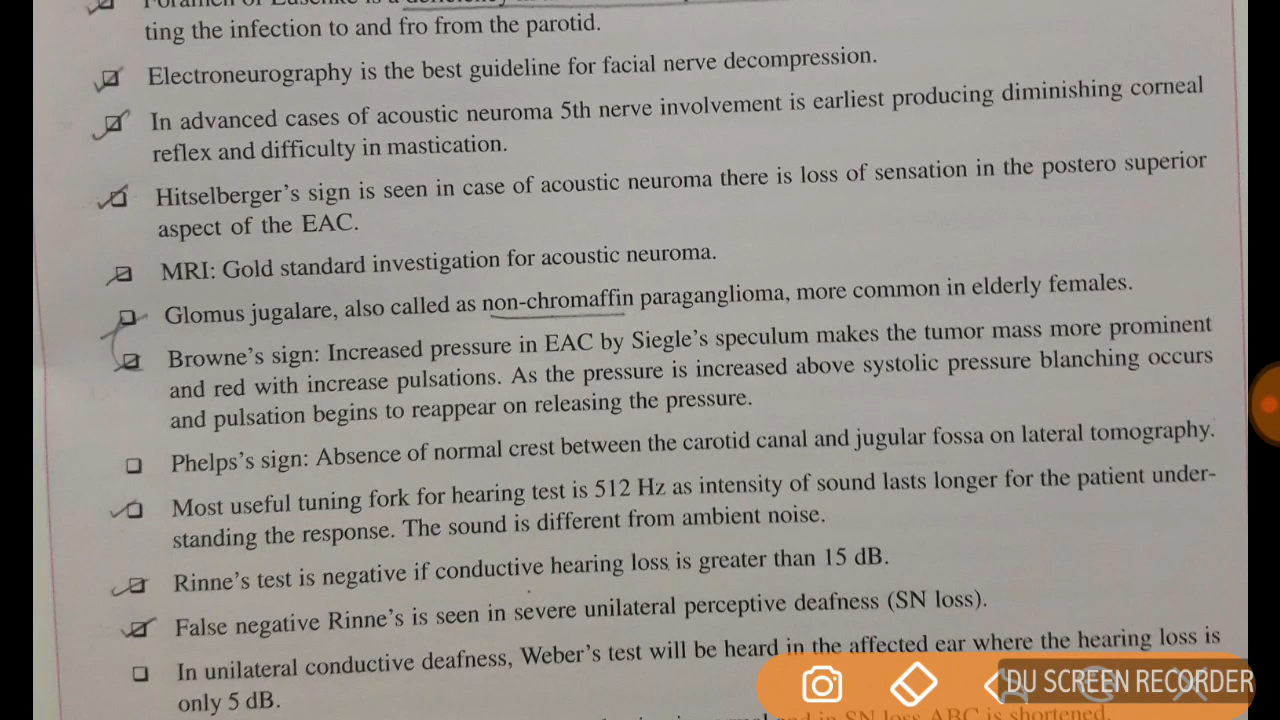 ting the infection to and fro from the parotid.
Electroneurography is the best guideline for facial nerve decompression.
In advanced cases of acoustic neuroma 5th nerve involvement is earliest producing diminishing corneal
reflex and difficulty in mastication.
Hitselberger's sign is seen in case of acoustic neuroma there is loss of sensation in the postero superior
aspect of the EAC.
MRI: Gold standard investigation for acoustic neuroma.
Glomus jugalare, also called as non-chromaffin paraganglioma, more common in elderly females.
Browne's sign: Increased pressure in EAC by Siegle's speculum makes the tumor mass more prominent
and red with increase pulsations. As the pressure is increased above systolic pressure blanching occurs
and pulsation begins to reappear on releasing the pressure.
Phelps's sign: Absence of normal crest between the carotid canal and jugular fossa on lateral tomography.
Most useful tuning fork for hearing test is 512 Hz as intensity of sound lasts longer for the patient under-
standing the response. The sound is different from ambient noise.
Rinne's test is negative if conductive hearing loss is greater than 15 dB.
False negative Rinne's is seen in severe unilateral perceptive deafness (SN loss).
In unilateral conductive deafness, Weber's test will be heard in the affected ear where the hearing loss is
only 5 dB.
and in SN loss ABC is shortened.
DU SCREEN RECORDER